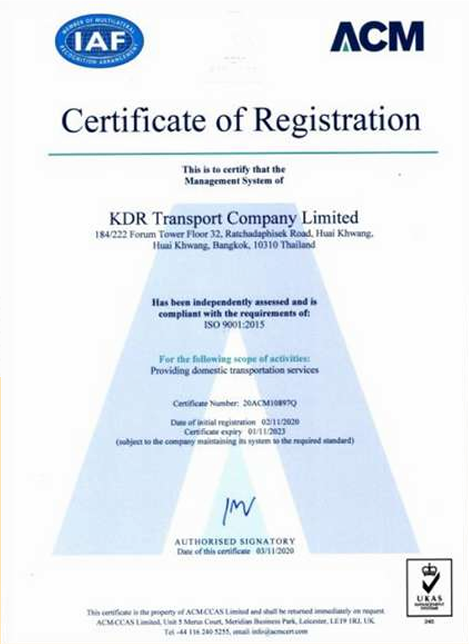 MEMBER OF MULTILATERAL
IAF
RECOGNITION ARRANGEMENT
ACM
Certificate of Registration
This is to certify that the
Management System of
KDR Transport Company Limited
184/222 Forum Tower Floor 32, Ratchadaphisek Road, Huai Khwang,
Huai Khwang, Bangkok, 10310 Thailand
Has been independently assessed and is
compliant with the requirements of:
ISO 9001:2015
For the following scope of activities:
Providing domestic transportation services
Certificate Number: 20ACM10897Q
Date of initial registration 02/11/2020
Certificate expiry 01/11/2023
(subject to the company maintaining its system to the required standard)
AUTHORISED SIGNATORY
Date of this certificate 03/11/2020
UKAS
MANAGEMENT
SYSTEMS
245
This certificate is the property of ACM-CCAS Limited and shall be returned immediately on request.
ACM-CCAS Limited, Unit 5 Merus Court, Meridian Business Park, Leicester, LE19 1RJ, UK
Tel +44 116 240 5255, email info@acmcert.com